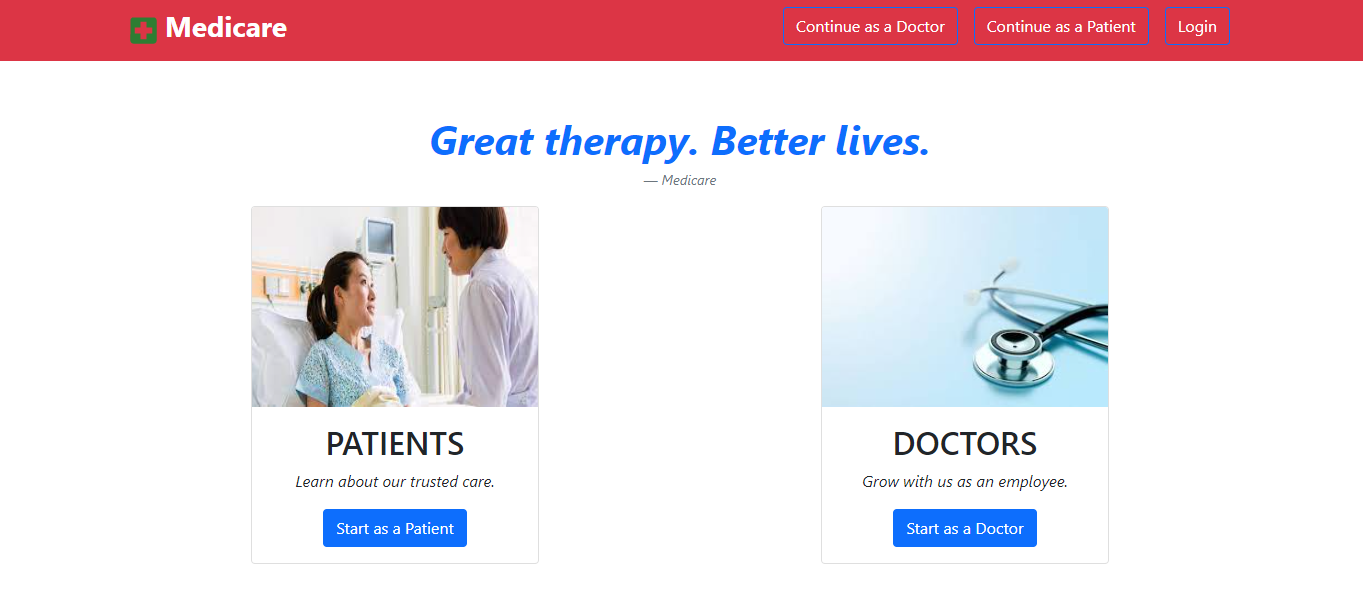 Medicare
Continue as a Doctor
Continue as a Patient
Login
Great therapy. Better lives.
— Medicare
PATIENTS
Learn about our trusted care.
Start as a Patient
DOCTORS
Grow with us as an employee.
Start as a Doctor